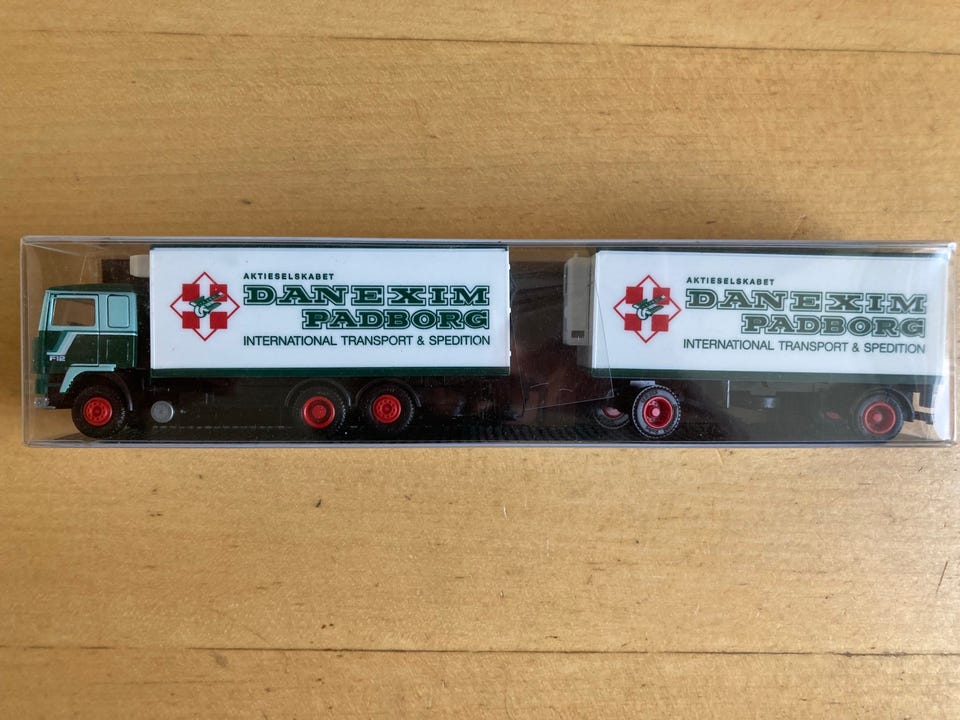 F12
AKTIESELSKABET
DANEXIM
PADBORG
INTERNATIONAL TRANSPORT & SPEDITION
AKTIESELSKABET
DANEXIM
PADBORG
INTERNATIONAL TRANSPORT & SPEDITION